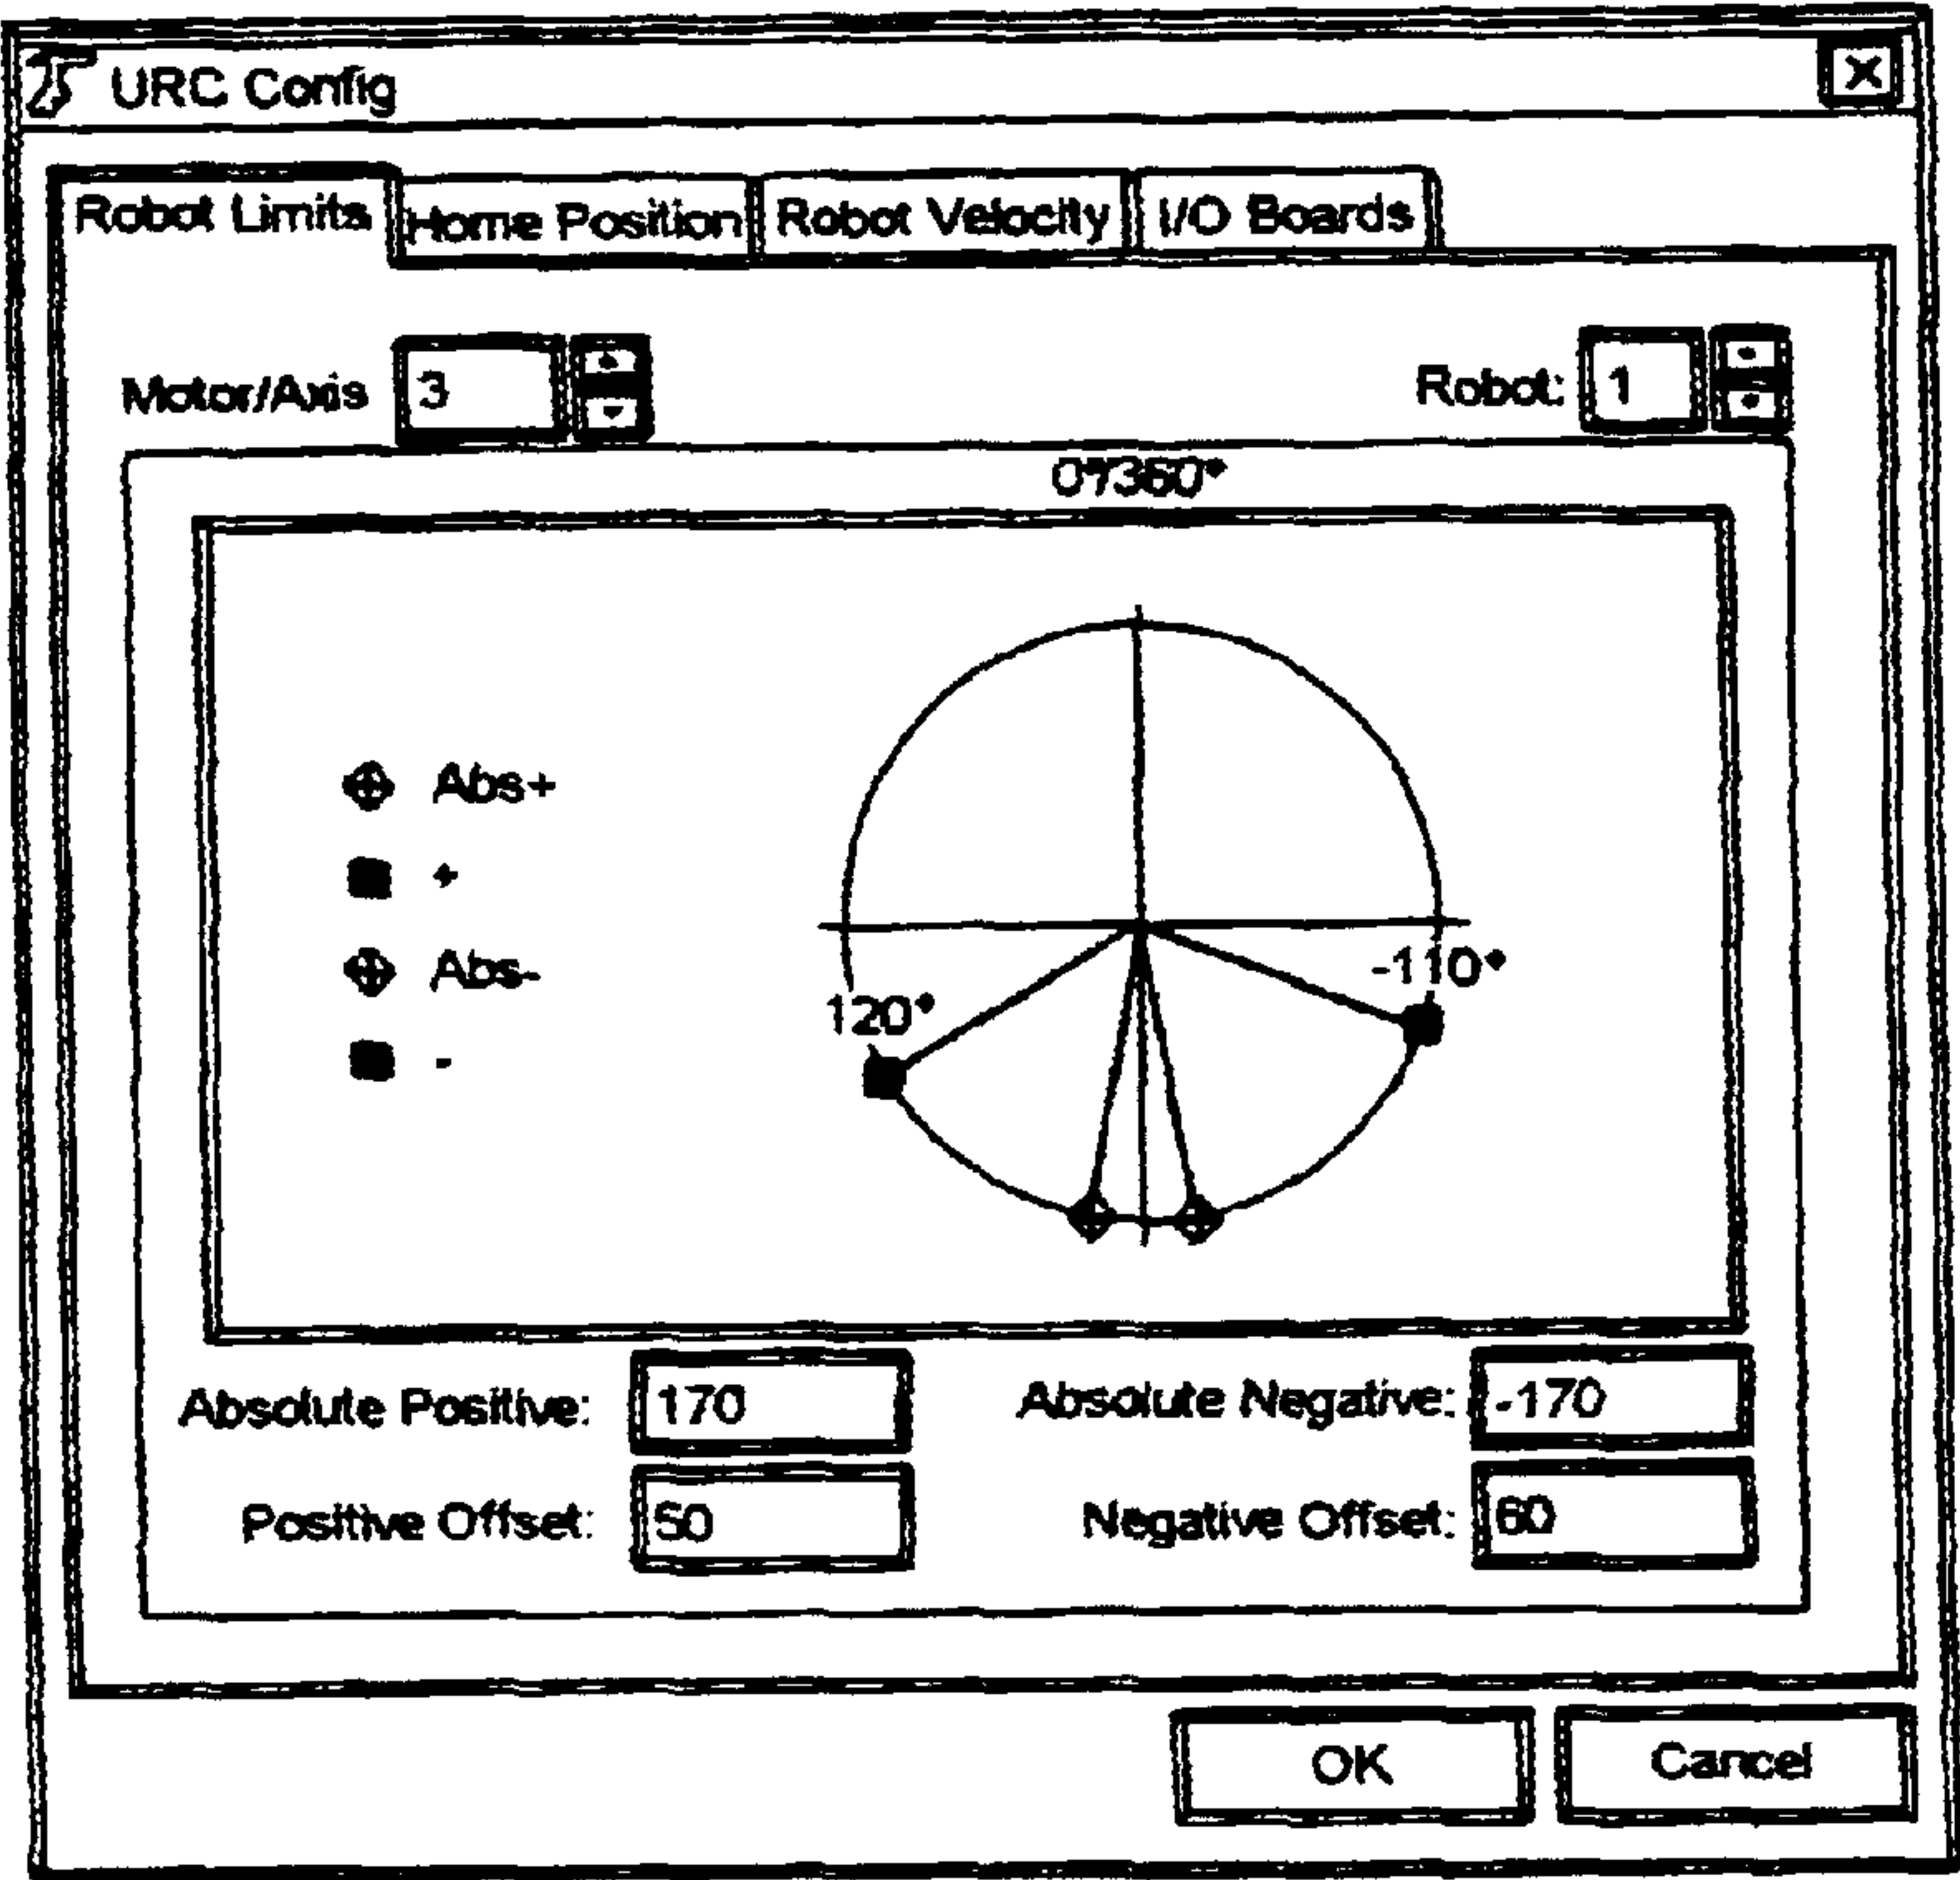 URC Config
Robot Limits Home Position Robot Velocity I/O Boards
Motor/Axis 3 Robot: 1
0°/360°
Abs+
+
Abs-
-
-110°
120°
Absolute Positive: 170 Absolute Negative: -170
Positive Offset: 50 Negative Offset: 60
OK Cancel